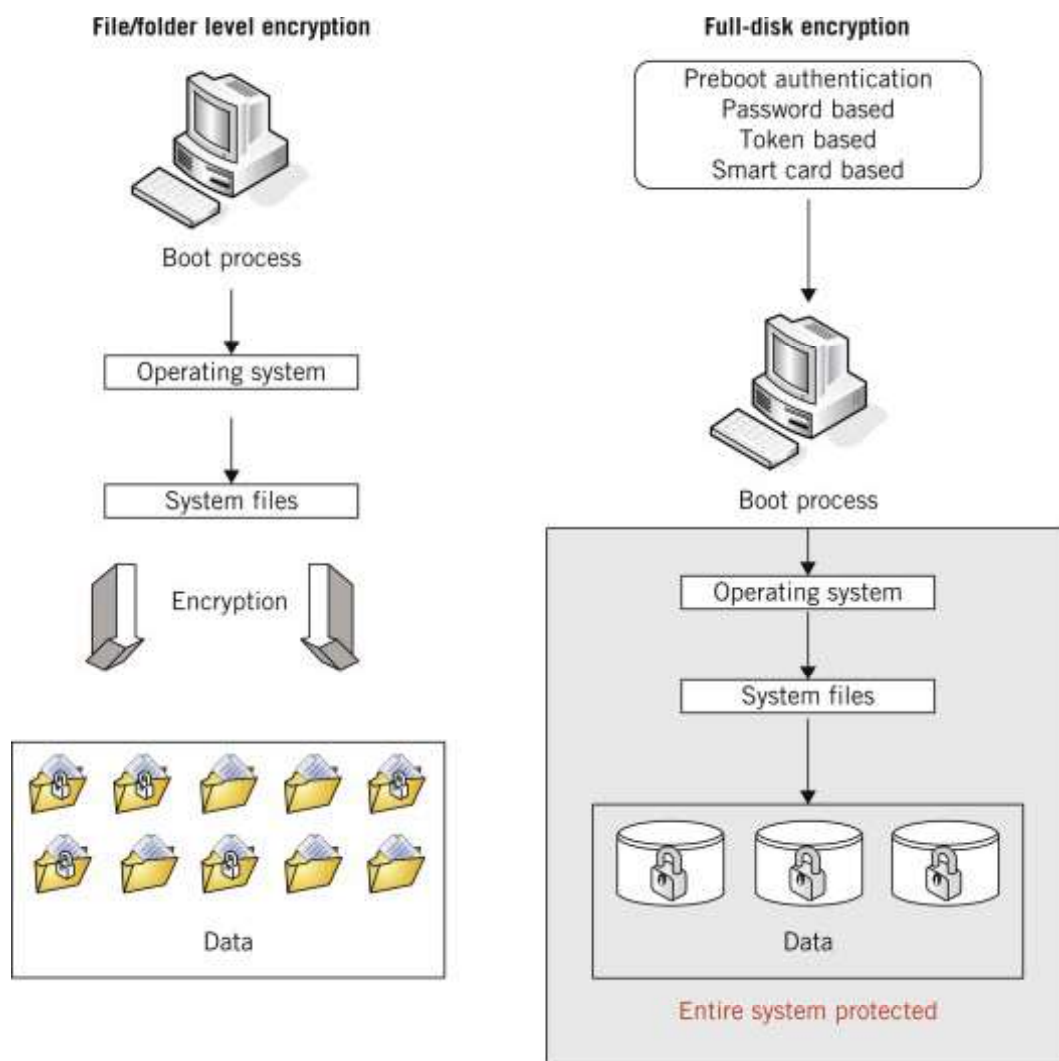 File/folder level encryption
Boot process
Operating system
System files
Encryption
Data
Full-disk encryption
Preboot authentication
Password based
Token based
Smart card based
Boot process
Operating system
System files
Data
Entire system protected